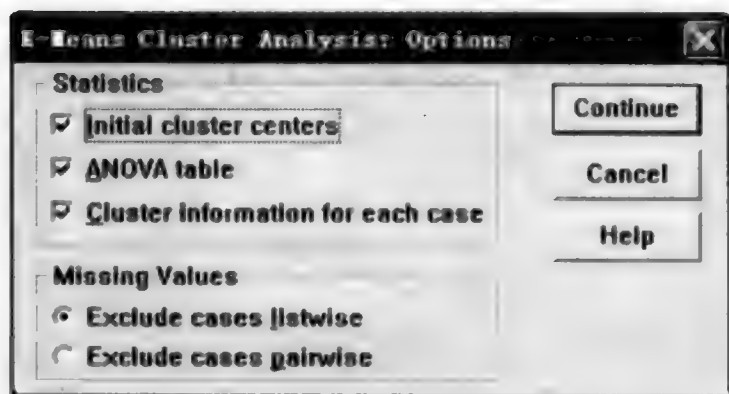 K-Means Cluster Analysis: Options
Statistics
Initial cluster centers
ANOVA table
Cluster information for each case
Continue
Cancel
Help
Missing Values
Exclude cases listwise
Exclude cases pairwise